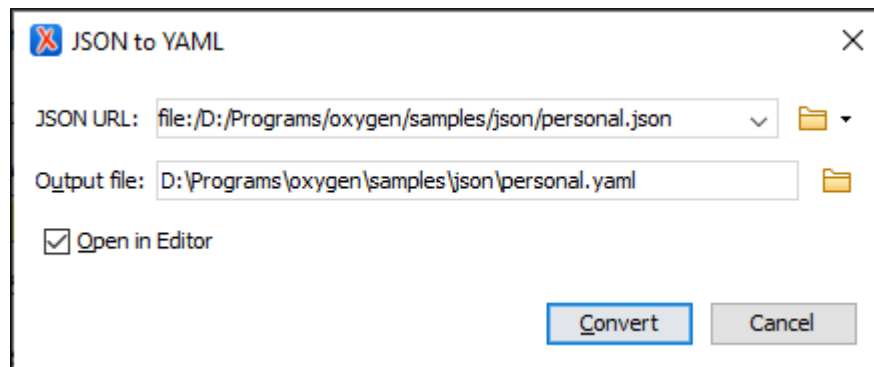 JSON to YAML
JSON URL: file:/D:/Programs/oxygen/samples/json/personal.json
Output file: D:\Programs\oxygen\samples\json\personal.yaml
Open in Editor
Convert Cancel